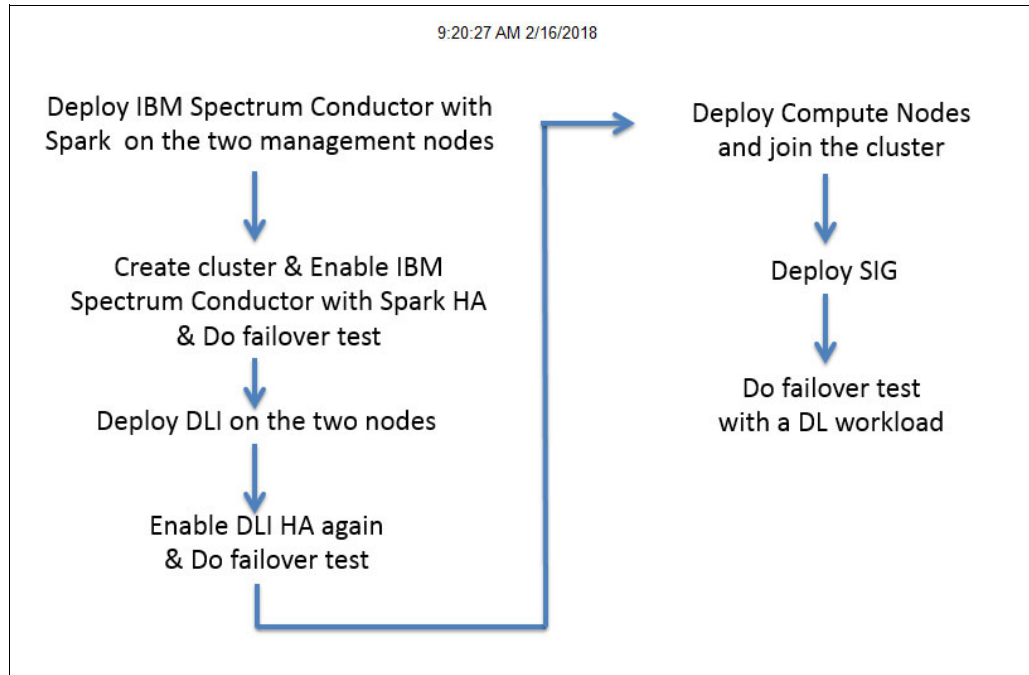 9:20:27 AM 2/16/2018
Deploy IBM Spectrum Conductor with
Spark on the two management nodes
Create cluster & Enable IBM
Spectrum Conductor with Spark HA
& Do failover test
Deploy DLI on the two nodes
Enable DLI HA again
& Do failover test
Deploy Compute Nodes
and join the cluster
Deploy SIG
Do failover test
with a DL workload